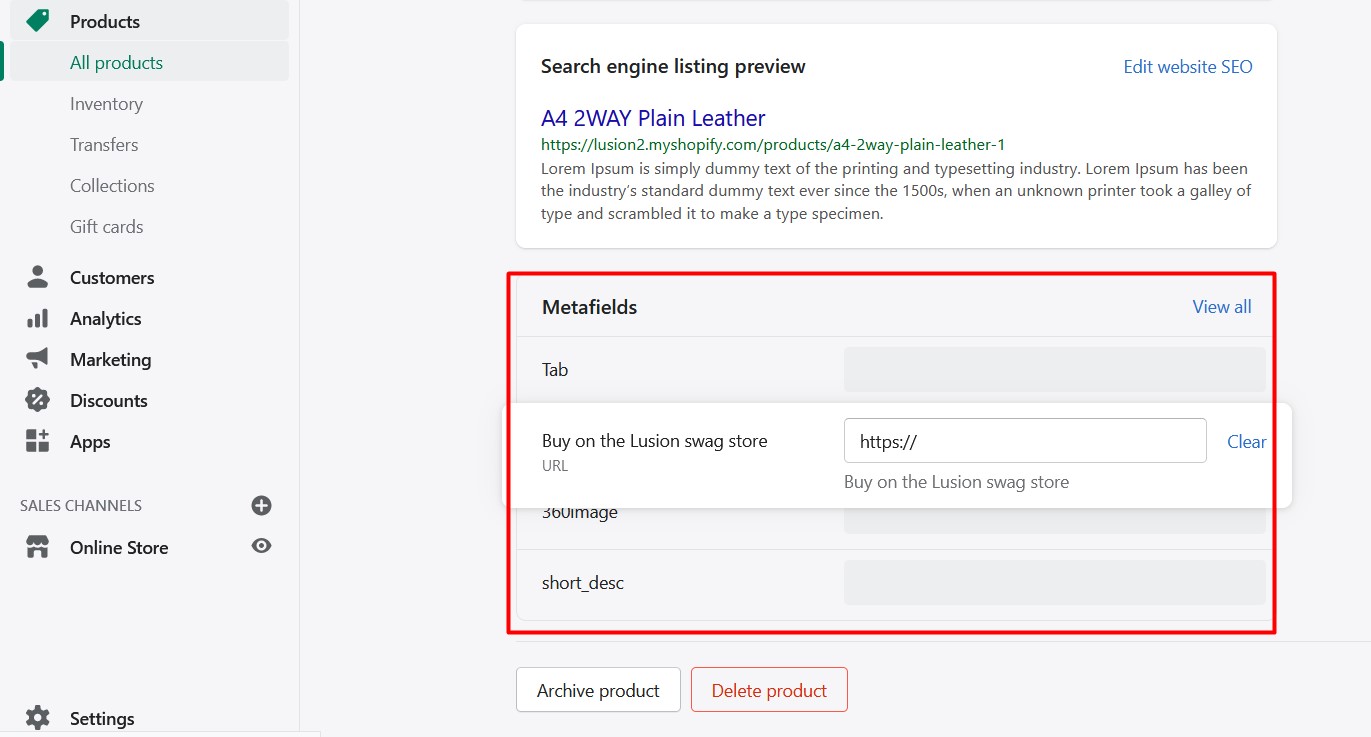 Products
All products
Inventory
Transfers
Collections
Gift cards
Customers
Analytics
Marketing
Discounts
Apps
SALES CHANNELS
Online Store
Settings
Search engine listing preview
Edit website SEO
A4 2WAY Plain Leather
https://lusion2.myshopify.com/products/a4-2way-plain-leather-1
Lorem Ipsum is simply dummy text of the printing and typesetting industry. Lorem Ipsum has been
the industry's standard dummy text ever since the 1500s, when an unknown printer took a galley of
type and scrambled it to make a type specimen.
Metafields
View all
Tab
Buy on the Lusion swag store
URL
https://
Clear
Buy on the Lusion swag store
360image
short_desc
Archive product
Delete product